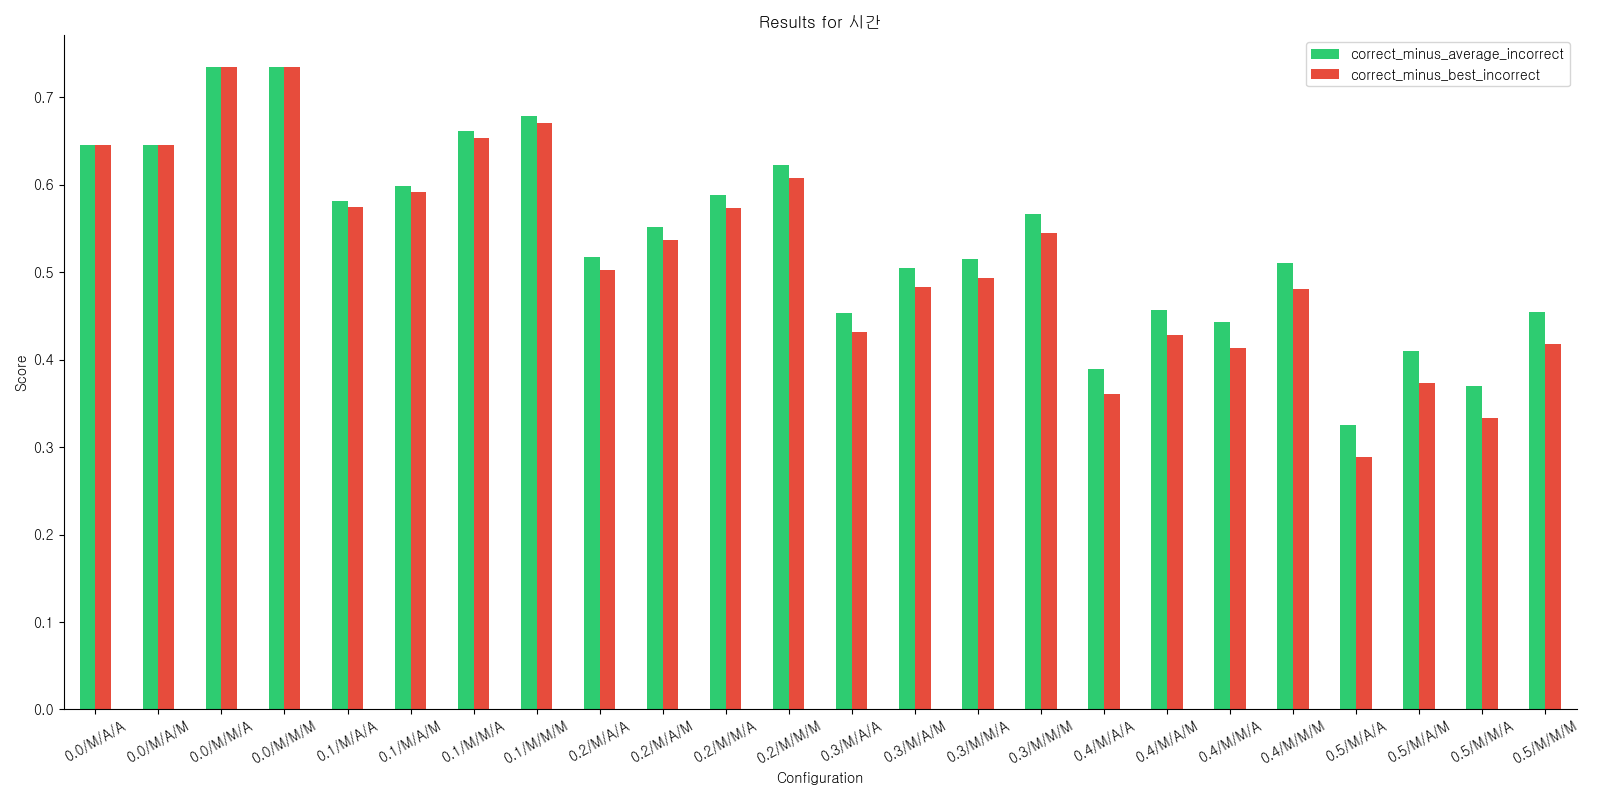 Results for 시간
correct_minus_average_incorrect
correct_minus_best_incorrect
Score
0.7
0.6
0.5
0.4
0.3
0.2
0.1
0.0
0.0/M/A/A
0.0/M/A/M
0.0/M/M/A
0.0/M/M/M
0.1/M/A/A
0.1/M/A/M
0.1/M/M/A
0.1/M/M/M
0.2/M/A/A
0.2/M/A/M
0.2/M/M/A
0.2/M/M/M
0.3/M/A/A
0.3/M/A/M
0.3/M/M/A
0.3/M/M/M
0.4/M/A/A
0.4/M/A/M
0.4/M/M/A
0.4/M/M/M
0.5/M/A/A
0.5/M/A/M
0.5/M/M/A
0.5/M/M/M
Configuration